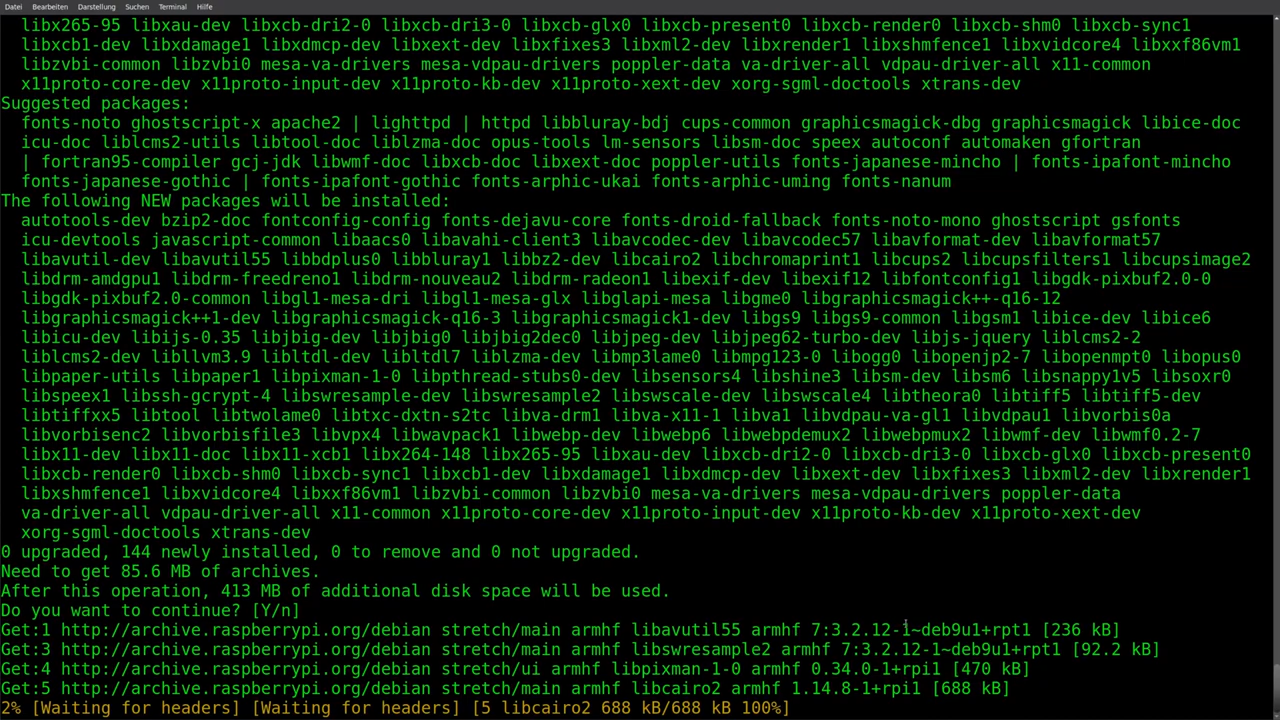 Datei Bearbeiten Darstellung Suchen Terminal Hilfe
libx265-95 libxau-dev libxcb-dri2-0 libxcb-dri3-0 libxcb-glx0 libxcb-present0 libxcb-render0 libxcb-shm0 libxcb-sync1
libxcb1-dev libxdamage1 libxdmcp-dev libxext-dev libxfixes3 libxml2-dev libxrender1 libxshmfence1 libxvidcore4 libxxf86vm1
libzvbi-common libzvbi0 mesa-va-drivers mesa-vdpau-drivers poppler-data va-driver-all vdpau-driver-all x11-common
x11proto-core-dev x11proto-input-dev x11proto-kb-dev x11proto-xext-dev xorg-sgml-doctools xtrans-dev
Suggested packages:
fonts-noto ghostscript-x apache2 | lighttpd | httpd libbluray-bdj cups-common graphicsmagick-dbg graphicsmagick libice-doc
icu-doc liblcms2-utils libtool-doc liblzma-doc opus-tools lm-sensors libsm-doc speex autoconf automaken gfortran
| fortran95-compiler gcj-jdk libwmf-doc libxcb-doc libxext-doc poppler-utils fonts-japanese-mincho | fonts-ipafont-mincho
fonts-japanese-gothic | fonts-ipafont-gothic fonts-arphic-ukai fonts-arphic-uming fonts-nanum
The following NEW packages will be installed:
autotools-dev bzip2-doc fontconfig-config fonts-dejavu-core fonts-droid-fallback fonts-noto-mono ghostscript gsfonts
icu-devtools javascript-common libaacs0 libavahi-client3 libavcodec-dev libavcodec57 libavformat-dev libavformat57
libavutil-dev libavutil55 libbdplus0 libbluray1 libbz2-dev libcairo2 libchromaprint1 libcups2 libcupsfilters1 libcupsimage2
libdrm-amdgpu1 libdrm-freedreno1 libdrm-nouveau2 libdrm-radeon1 libexif-dev libexif12 libfontconfig1 libgdk-pixbuf2.0-0
libgdk-pixbuf2.0-common libgl1-mesa-dri libgl1-mesa-glx libglapi-mesa libgme0 libgraphicsmagick++-q16-12
libgraphicsmagick++1-dev libgraphicsmagick-q16-3 libgraphicsmagick1-dev libgs9 libgs9-common libgsm1 libice-dev libice6
libicu-dev libijs-0.35 libjbig-dev libjbig0 libjbig2dec0 libjpeg-dev libjpeg62-turbo-dev libjs-jquery liblcms2-2
liblcms2-dev libllvm3.9 libltdl-dev libltdl7 liblzma-dev libmp3lame0 libmpg123-0 libogg0 libopenjp2-7 libopenmpt0 libopus0
libpaper-utils libpaper1 libpixman-1-0 libpthread-stubs0-dev libsensors4 libshine3 libsm-dev libsm6 libsnappy1v5 libsoxr0
libspeex1 libssh-gcrypt-4 libswresample-dev libswresample2 libswscale-dev libswscale4 libtheora0 libtiff5 libtiff5-dev
libtiffxx5 libtool libtwolame0 libtxc-dxtn-s2tc libva-drm1 libva-x11-1 libva1 libvdpau-va-gl1 libvdpau1 libvorbis0a
libvorbisenc2 libvorbisfile3 libvpx4 libwavpack1 libwebp-dev libwebp6 libwebpdemux2 libwebpmux2 libwmf-dev libwmf0.2-7
libx11-dev libx11-doc libx11-xcb1 libx264-148 libx265-95 libxau-dev libxcb-dri2-0 libxcb-dri3-0 libxcb-glx0 libxcb-present0
libxcb-render0 libxcb-shm0 libxcb-sync1 libxcb1-dev libxdamage1 libxdmcp-dev libxext-dev libxfixes3 libxml2-dev libxrender1
libxshmfence1 libxvidcore4 libxxf86vm1 libzvbi-common libzvbi0 mesa-va-drivers mesa-vdpau-drivers poppler-data
va-driver-all vdpau-driver-all x11-common x11proto-core-dev x11proto-input-dev x11proto-kb-dev x11proto-xext-dev
xorg-sgml-doctools xtrans-dev
0 upgraded, 144 newly installed, 0 to remove and 0 not upgraded.
Need to get 85.6 MB of archives.
After this operation, 413 MB of additional disk space will be used.
Do you want to continue? [Y/n]
Get:1 http://archive.raspberrypi.org/debian stretch/main armhf libavutil55 armhf 7:3.2.12-1~deb9u1+rpt1 [236 kB]
Get:3 http://archive.raspberrypi.org/debian stretch/main armhf libswresample2 armhf 7:3.2.12-1~deb9u1+rpt1 [92.2 kB]
Get:4 http://archive.raspberrypi.org/debian stretch/ui armhf libpixman-1-0 armhf 0.34.0-1+rpi1 [470 kB]
Get:5 http://archive.raspberrypi.org/debian stretch/main armhf libcairo2 armhf 1.14.8-1+rpi1 [688 kB]
2% [Waiting for headers] [Waiting for headers] [5 libcairo2 688 kB/688 kB 100%]